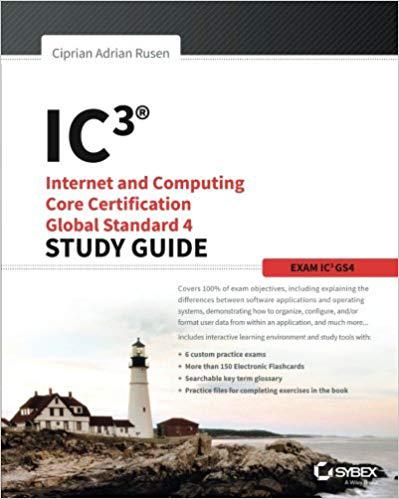 Ciprian Adrian Rusen
IC³®
Internet and Computing
Core Certification
Global Standard 4
STUDY GUIDE
EXAM IC³ GS4
Covers 100% of exam objectives, including explaining the
differences between software applications and operating
systems, demonstrating how to organize, configure, and/or
format user data from within an application, and much more...
Includes interactive learning environment and study tools with:
• 6 custom practice exams
• More than 150 Electronic Flashcards
• Searchable key term glossary
• Practice files for completing exercises in the book
SYBEX
A Wiley Brand